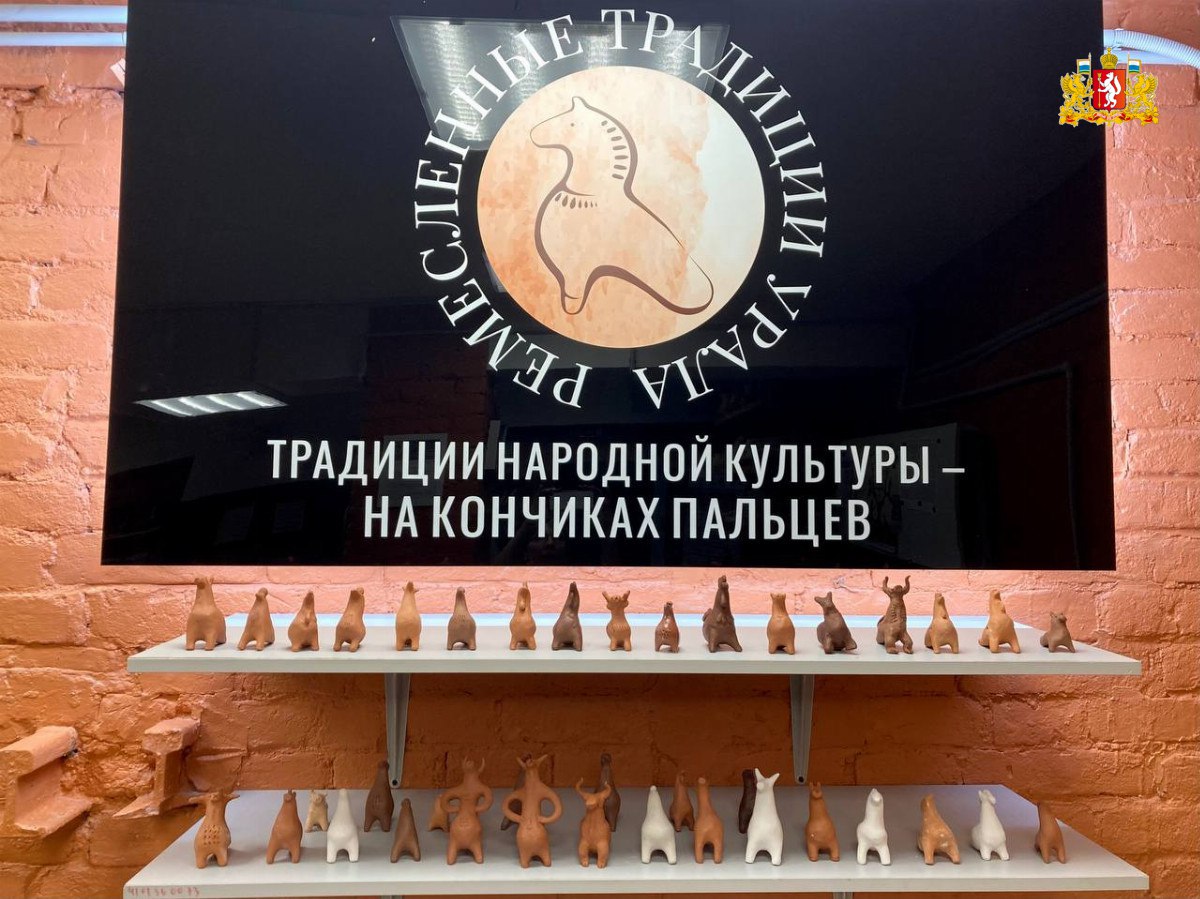 РЕМЕСЛЕННЫЕ ТРАДИЦИИ УРАЛА
ТРАДИЦИИ НАРОДНОЙ КУЛЬТУРЫ –
НА КОНЧИКАХ ПАЛЬЦЕВ